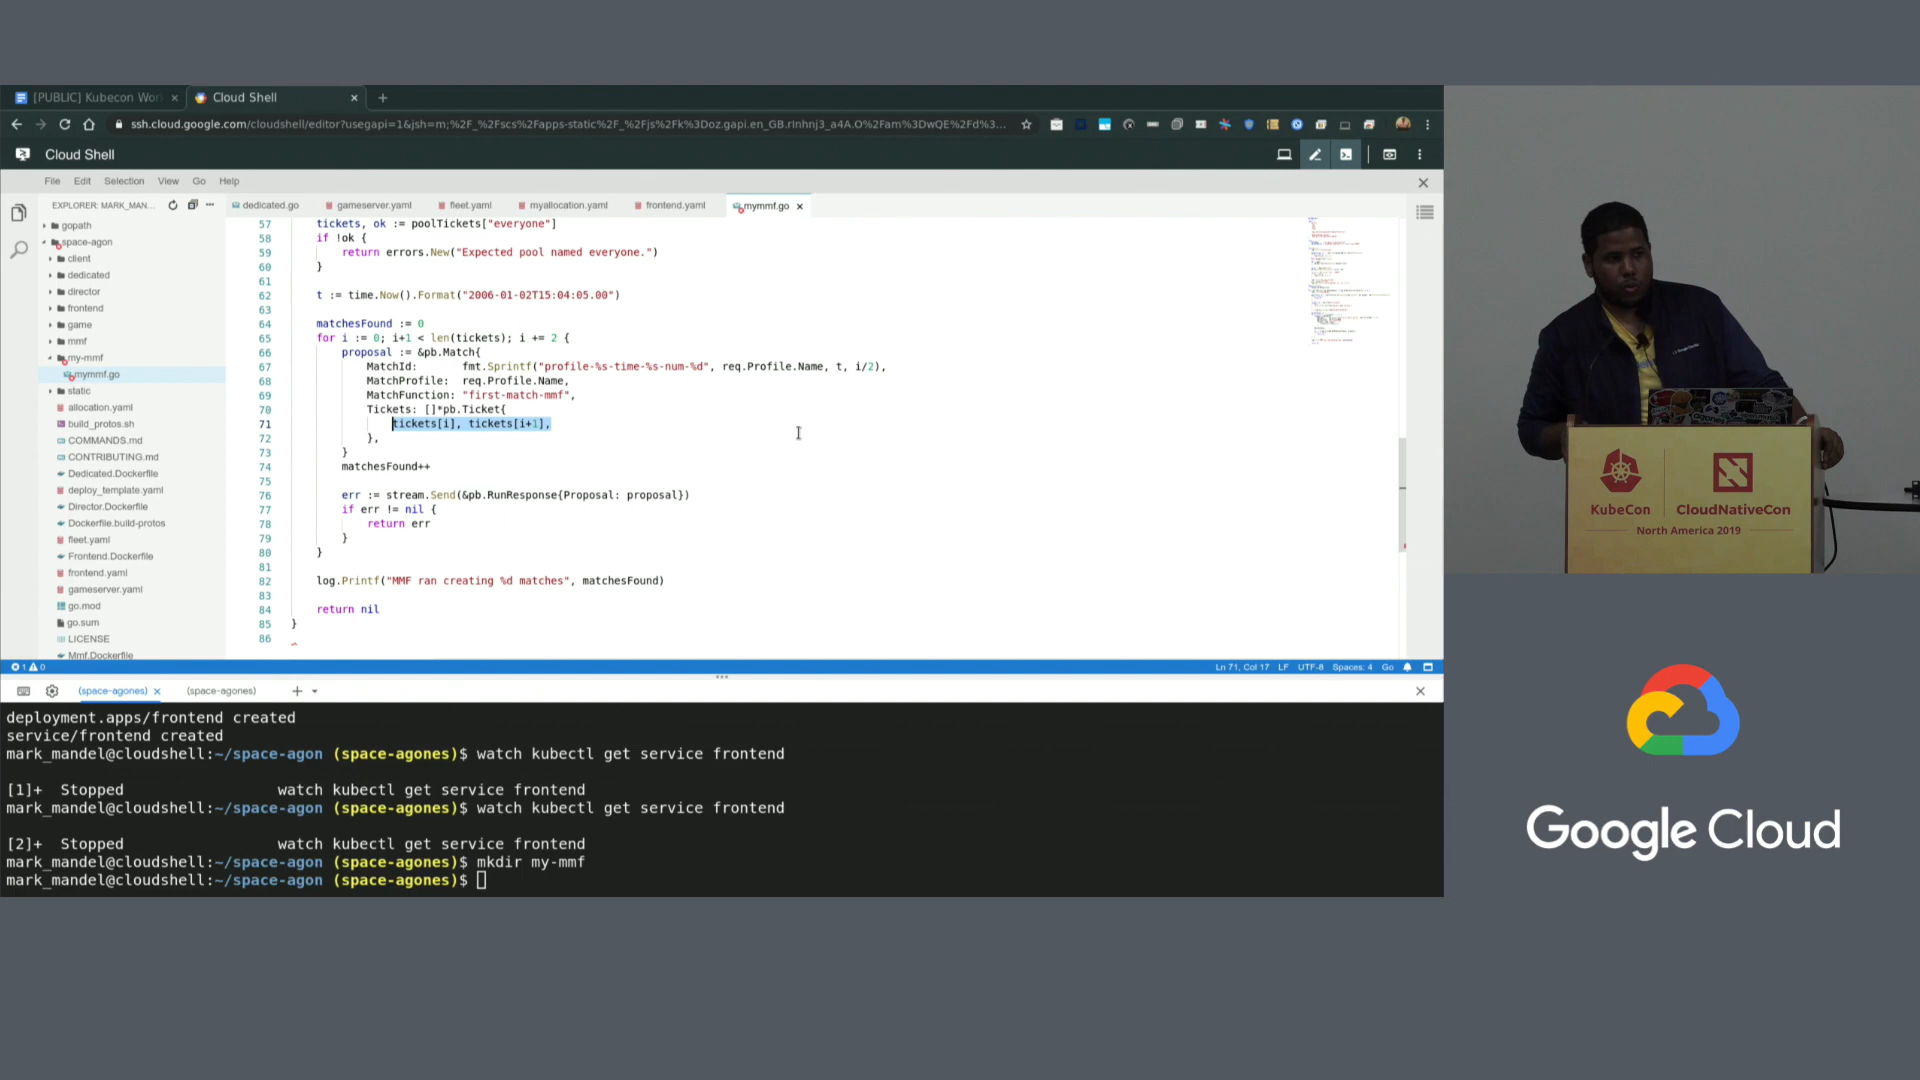 [PUBLIC] Kubecon Wor
Cloud Shell
ssh.cloud.google.com/cloudshell/editor?usegapi=1&jsh=m;%2F_%2Fscs%2Fapps-static%2F_%2Fjs%2Fk%3Doz.gapi.en_GB.rInhnj3_a4A.O%2Fam%3DwQE%2Fd%3...
Cloud Shell
File Edit Selection View Go Help
EXPLORER: MARK_MAN...
dedicated.go gameserver.yaml fleet.yaml myallocation.yaml frontend.yaml mymmf.go
gopath
space-agon
client
dedicated
director
frontend
game
mmf
my-mmf
mymmf.go
static
allocation.yaml
build_protos.sh
COMMANDS.md
CONTRIBUTING.md
Dedicated.Dockerfile
deploy_template.yaml
Director.Dockerfile
Dockerfile.build-protos
fleet.yaml
Frontend.Dockerfile
frontend.yaml
gameserver.yaml
go.mod
go.sum
LICENSE
Mmf.Dockerfile
57 tickets, ok := poolTickets["everyone"]
58 if !ok {
59 return errors.New("Expected pool named everyone.")
60 }
61
62 t := time.Now().Format("2006-01-02T15:04:05.00")
63
64 matchesFound := 0
65 for i := 0; i+1 < len(tickets); i += 2 {
66 proposal := &pb.Match{
67 MatchId: fmt.Sprintf("profile-%s-time-%s-num-%d", req.Profile.Name, t, i/2),
68 MatchProfile: req.Profile.Name,
69 MatchFunction: "first-match-mmf",
70 Tickets: []*pb.Ticket{
71 tickets[i], tickets[i+1],
72 },
73 }
74 matchesFound++
75
76 err := stream.Send(&pb.RunResponse{Proposal: proposal})
77 if err != nil {
78 return err
79 }
80 }
81
82 log.Printf("MMF ran creating %d matches", matchesFound)
83
84 return nil
85 }
86
1 0 Ln 71, Col 17 LF UTF-8 Spaces: 4 Go
(space-agones) (space-agones)
deployment.apps/frontend created
service/frontend created
mark_mandel@cloudshell:~/space-agon (space-agones)$ watch kubectl get service frontend
[1]+ Stopped watch kubectl get service frontend
mark_mandel@cloudshell:~/space-agon (space-agones)$ watch kubectl get service frontend
[2]+ Stopped watch kubectl get service frontend
mark_mandel@cloudshell:~/space-agon (space-agones)$ mkdir my-mmf
mark_mandel@cloudshell:~/space-agon (space-agones)$
KubeCon CloudNativeCon
North America 2019
Google Cloud